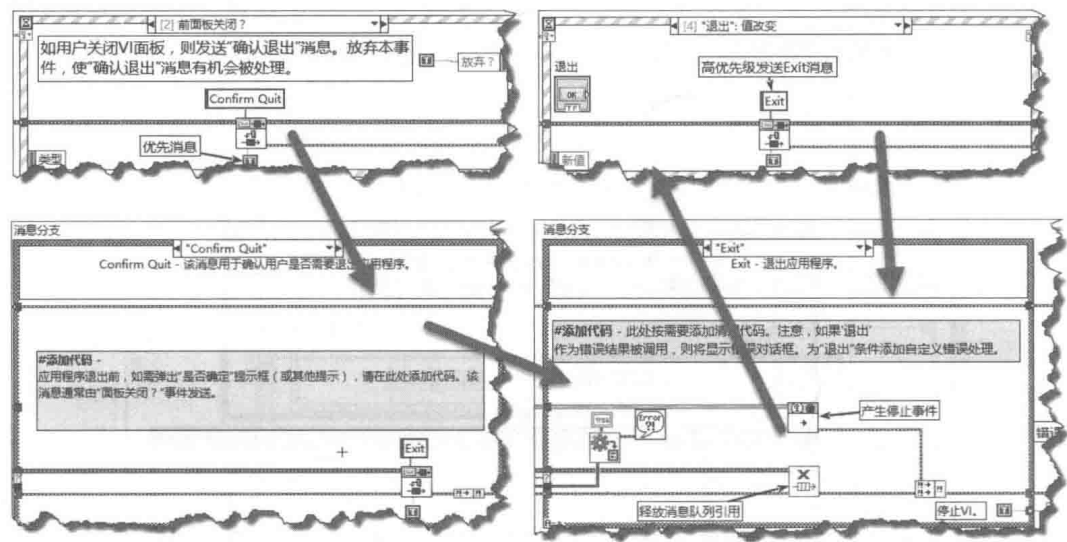 [2] 前面板关闭？
如用户关闭VI面板，则发送“确认退出”消息。放弃本事
件，使“确认退出”消息有机会被处理。
放弃？
Confirm Quit
优先消息
类型
[4] "退出": 值改变
退出
OK
高优先级发送Exit消息
Exit
新值
消息分支
"Confirm Quit"
Confirm Quit - 该消息用于确认用户是否需要退出应用程序。
#添加代码 -
应用程序退出前，如需弹出“是否确定”提示框（或其他提示），请在此处添加代码。该
消息通常由“面板关闭？”事件发送。
Exit
消息分支
"Exit"
Exit - 退出应用程序。
#添加代码 - 此处按需要添加清理代码。注意，如果‘退出’
作为错误结果被调用，则将显示错误对话框。为“退出”条件添加自定义错误处理。
产生停止事件
Error
?!
释放消息队列引用
停止VI。